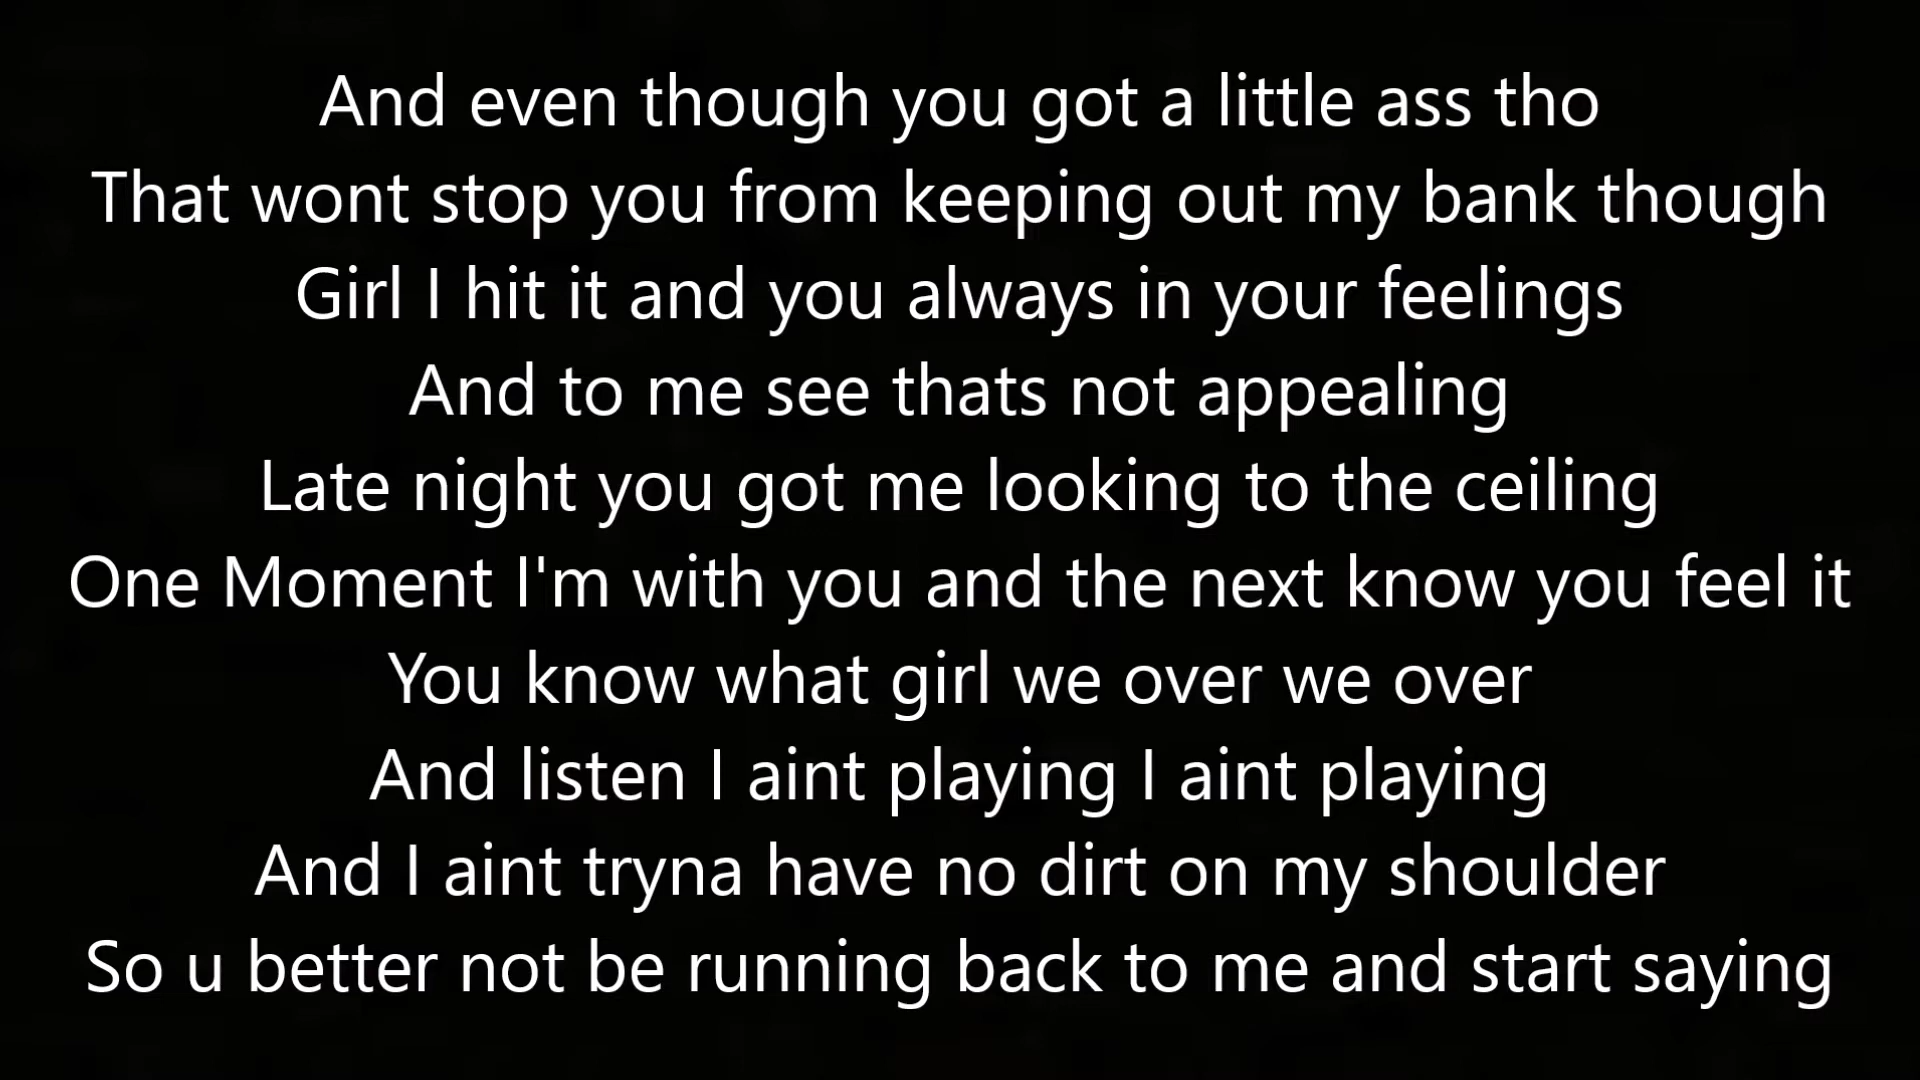 And even though you got a little ass tho
That wont stop you from keeping out my bank though
Girl I hit it and you always in your feelings
And to me see thats not appealing
Late night you got me looking to the ceiling
One Moment I'm with you and the next know you feel it
You know what girl we over we over
And listen I aint playing I aint playing
And I aint tryna have no dirt on my shoulder
So u better not be running back to me and start saying